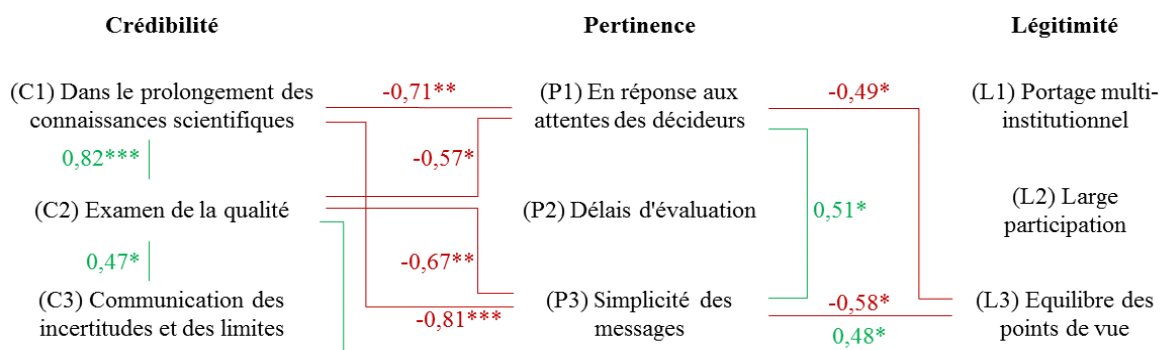 Crédibilité
Pertinence
Légitimité
(C1) Dans le prolongement des
connaissances scientifiques
-0,71**
(P1) En réponse aux
attentes des décideurs
-0,49*
(L1) Portage multi-
institutionnel
0,82***
-0,57*
(C2) Examen de la qualité
(P2) Délais d'évaluation
0,51*
(L2) Large
participation
0,47*
-0,67**
(C3) Communication des
incertitudes et des limites
-0,81***
(P3) Simplicité des
messages
-0,58*
0,48*
(L3) Equilibre des
points de vue